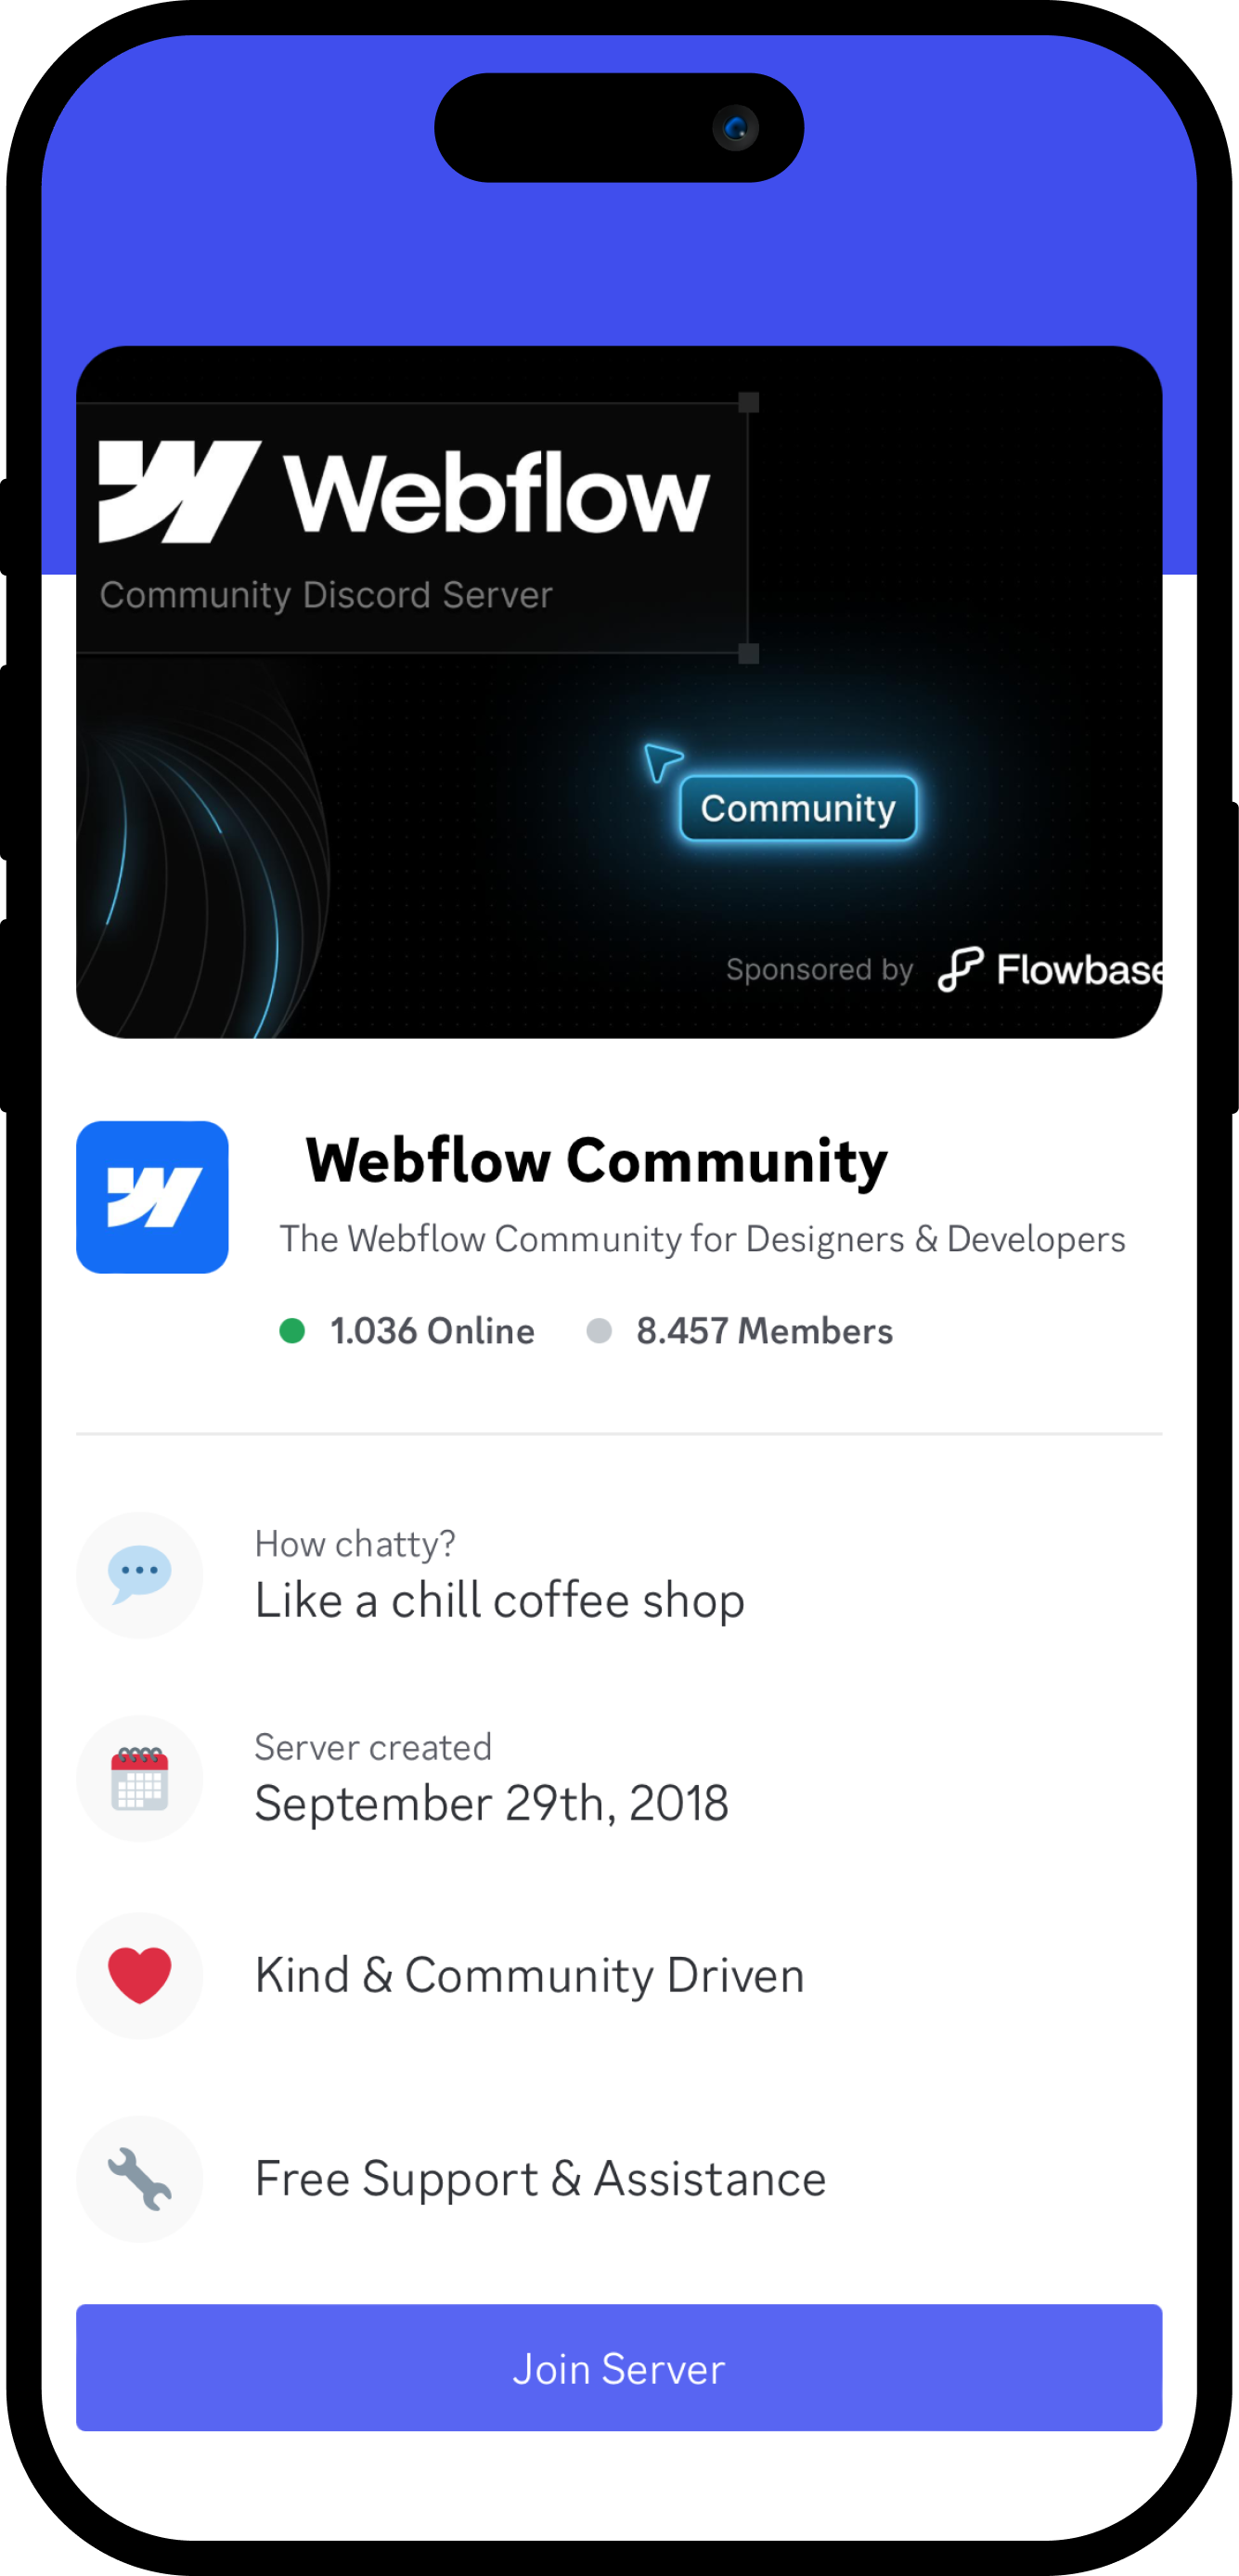 Webflow
Community Discord Server
Community
Sponsored by Flowbase
Webflow Community
The Webflow Community for Designers & Developers
1.036 Online 8.457 Members
How chatty?
Like a chill coffee shop
Server created
September 29th, 2018
Kind & Community Driven
Free Support & Assistance
Join Server